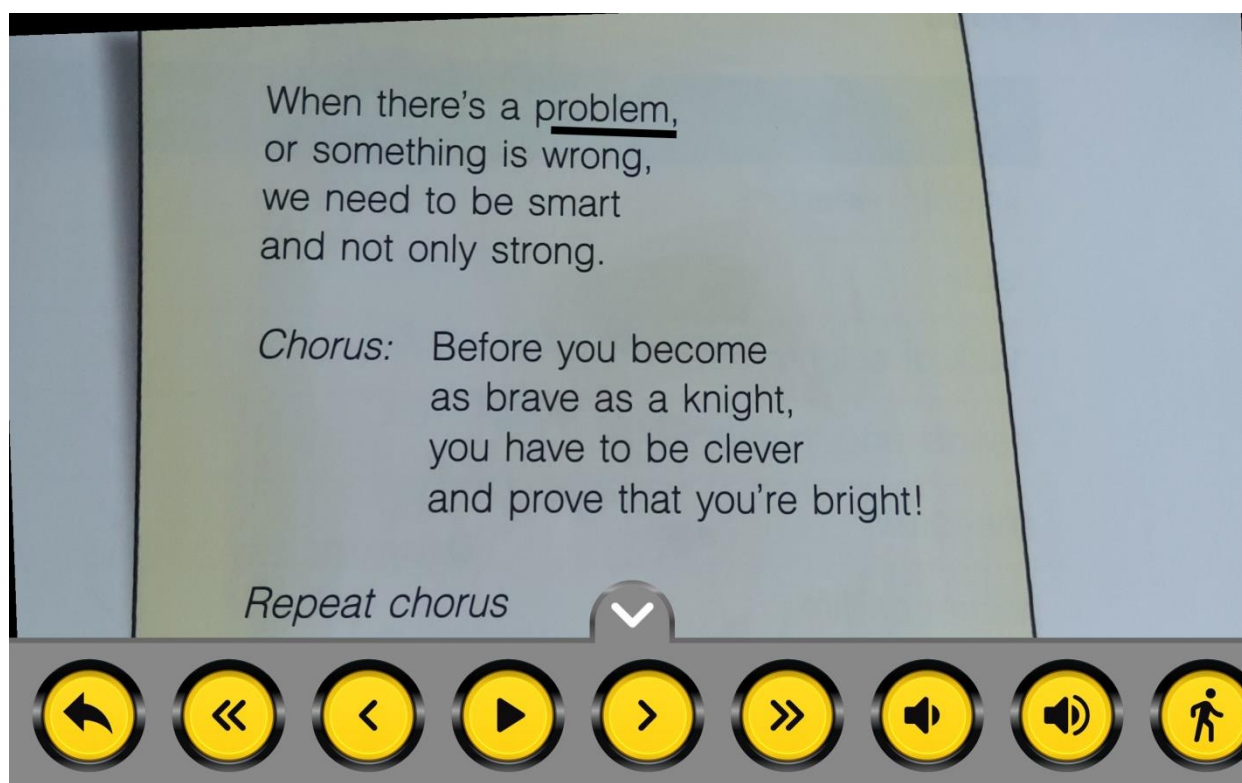 When there's a problem,
or something is wrong,
we need to be smart
and not only strong.
Chorus: Before you become
as brave as a knight,
you have to be clever
and prove that you're bright!
Repeat chorus